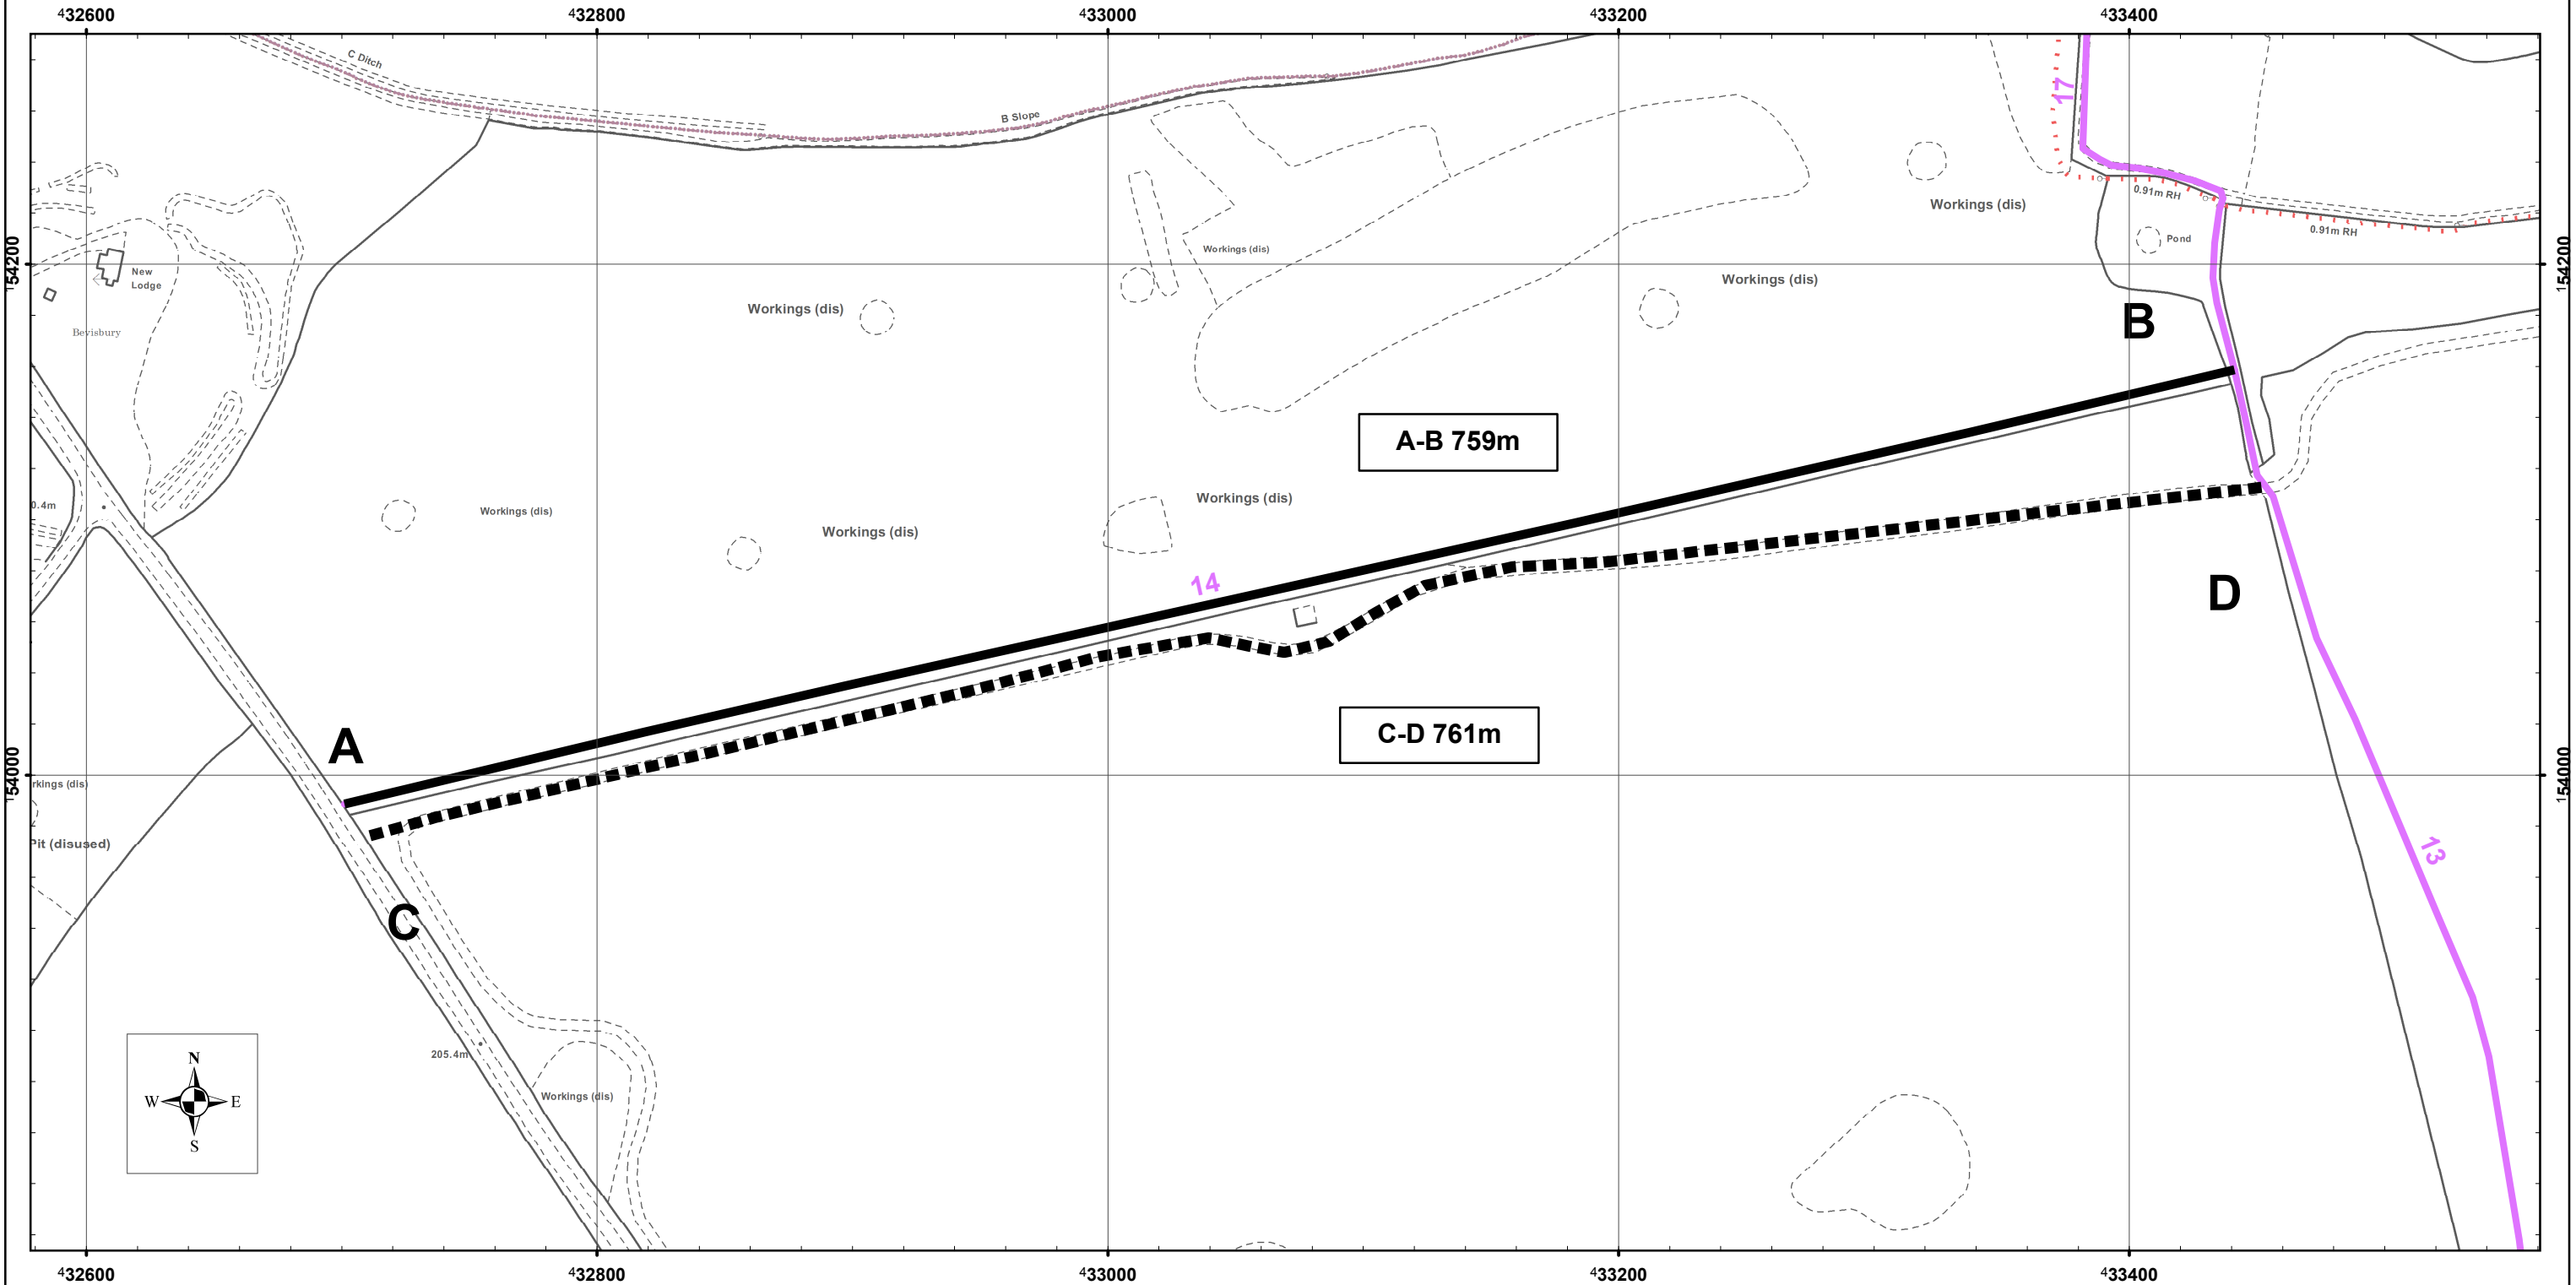 432600 432800 433000 433200 433400
C Ditch
B Slope
17
0.91m RH
0.91m RH
Pond
Workings (dis)
Workings (dis)
Workings (dis)
Workings (dis)
154200
154200
New
Lodge
Bevisbury
B
A-B 759m
0.4m
Workings (dis)
Workings (dis)
Workings (dis)
14
D
C-D 761m
A
154000
154000
rkings (dis)
Pit (disused)
13
C
205.4m
Workings (dis)
N
W E
S
432600 432800 433000 433200 433400